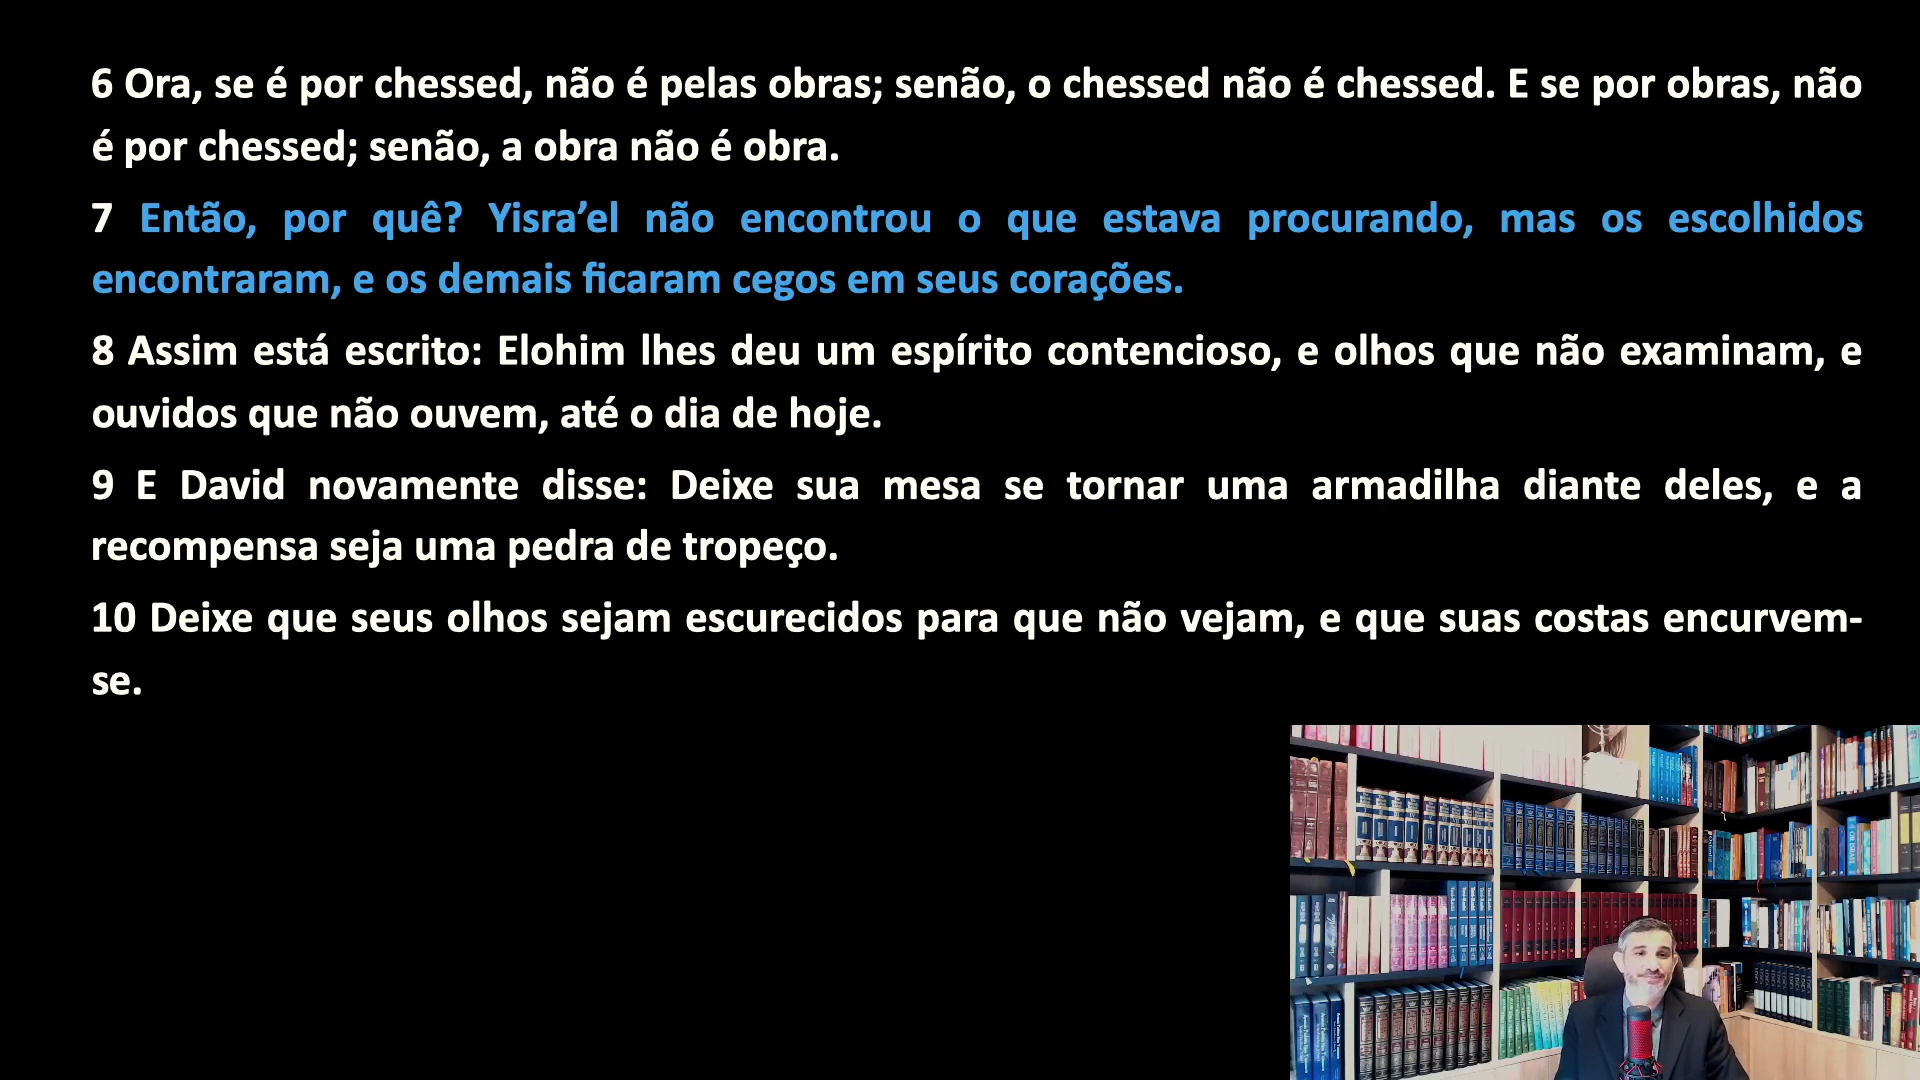 6 Ora, se é por chessed, não é pelas obras; senão, o chessed não é chessed. E se por obras, não
é por chessed; senão, a obra não é obra.
7 Então, por quê? Yisra’el não encontrou o que estava procurando, mas os escolhidos
encontraram, e os demais ficaram cegos em seus corações.
8 Assim está escrito: Elohim lhes deu um espírito contencioso, e olhos que não examinam, e
ouvidos que não ouvem, até o dia de hoje.
9 E David novamente disse: Deixe sua mesa se tornar uma armadilha diante deles, e a
recompensa seja uma pedra de tropeço.
10 Deixe que seus olhos sejam escurecidos para que não vejam, e que suas costas encurvem-
se.